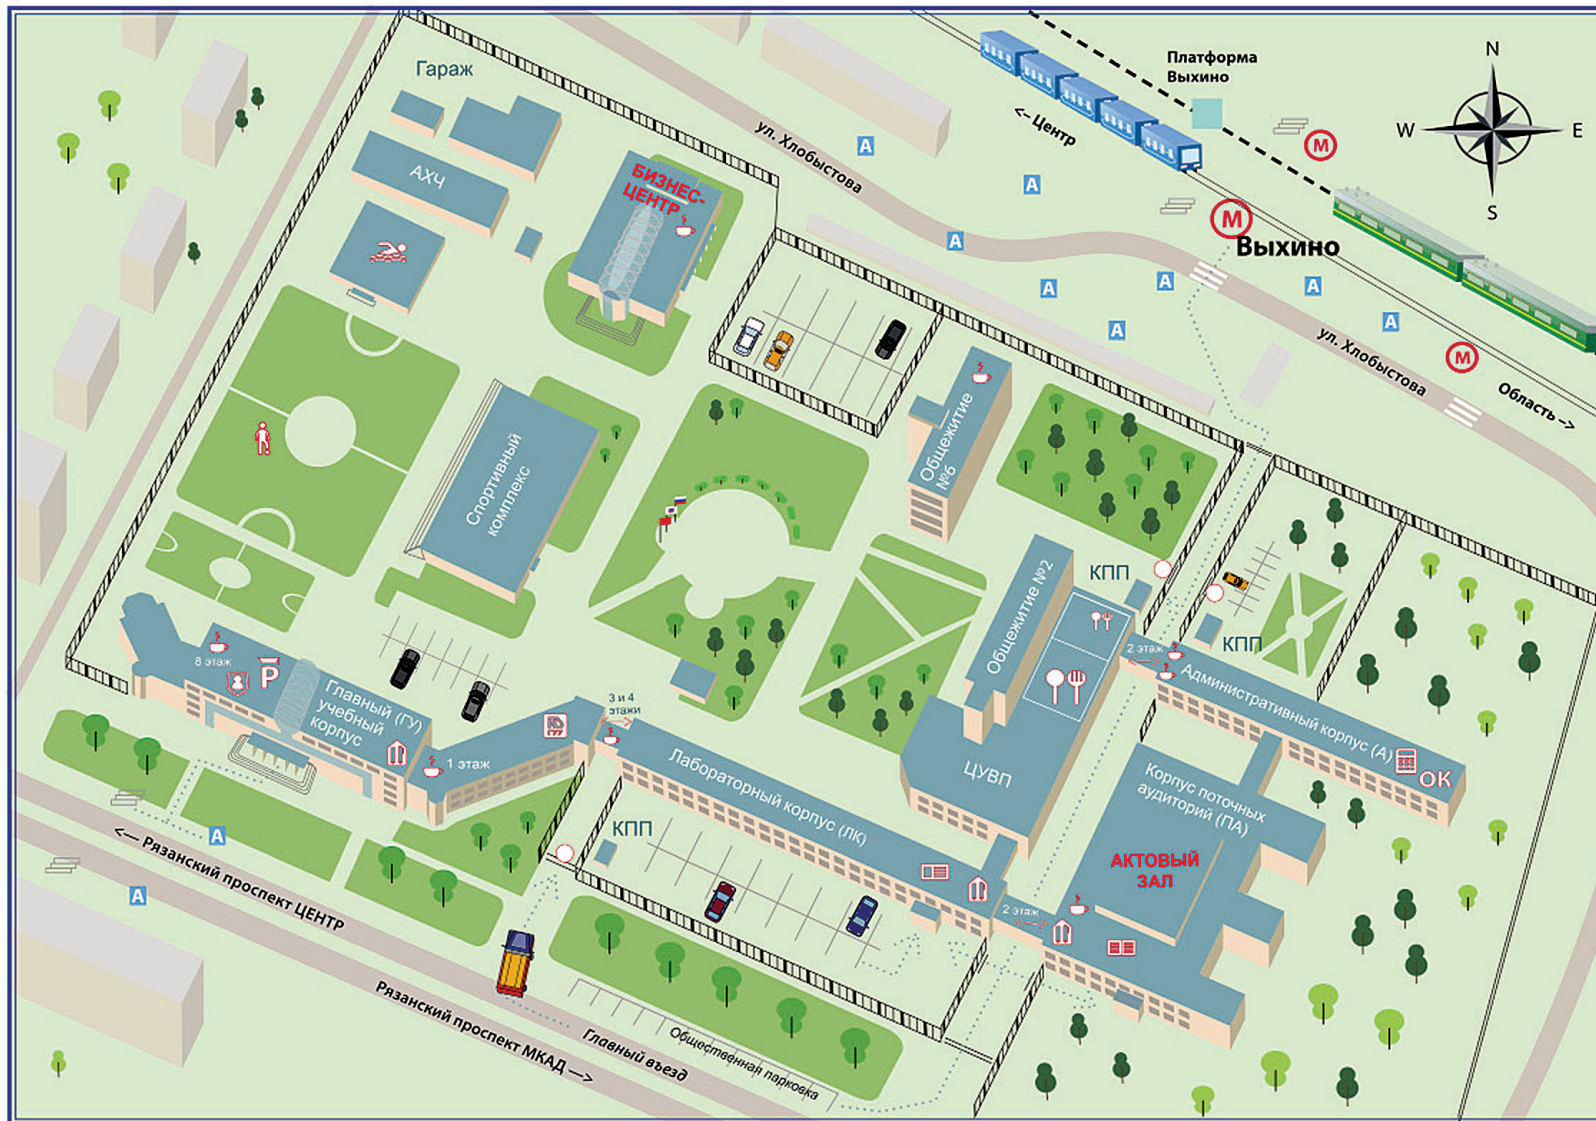 Гараж
АХЧ
БИЗНЕС-
ЦЕНТР
ул. Хлобыстова
<-- Центр
Платформа
Выхино
N
W
E
S
М
М
Выхино
М
ул. Хлобыстова
Область -->
А
А
А
А
А
А
А
А
Спортивный
комплекс
Общежитие
№6
Общежитие №2
КПП
КПП
2 этаж
Административный корпус (А)
ОК
8 этаж
Р
Главный (ГУ)
учебный
корпус
1 этаж
3 и 4
этажи
Лабораторный корпус (ЛК)
ЦУВП
Корпус поточных
аудиторий (ПА)
АКТОВЫЙ
ЗАЛ
2 этаж
КПП
А
А
<-- Рязанский проспект ЦЕНТР
Рязанский проспект МКАД -->
Главный въезд
Общественная парковка